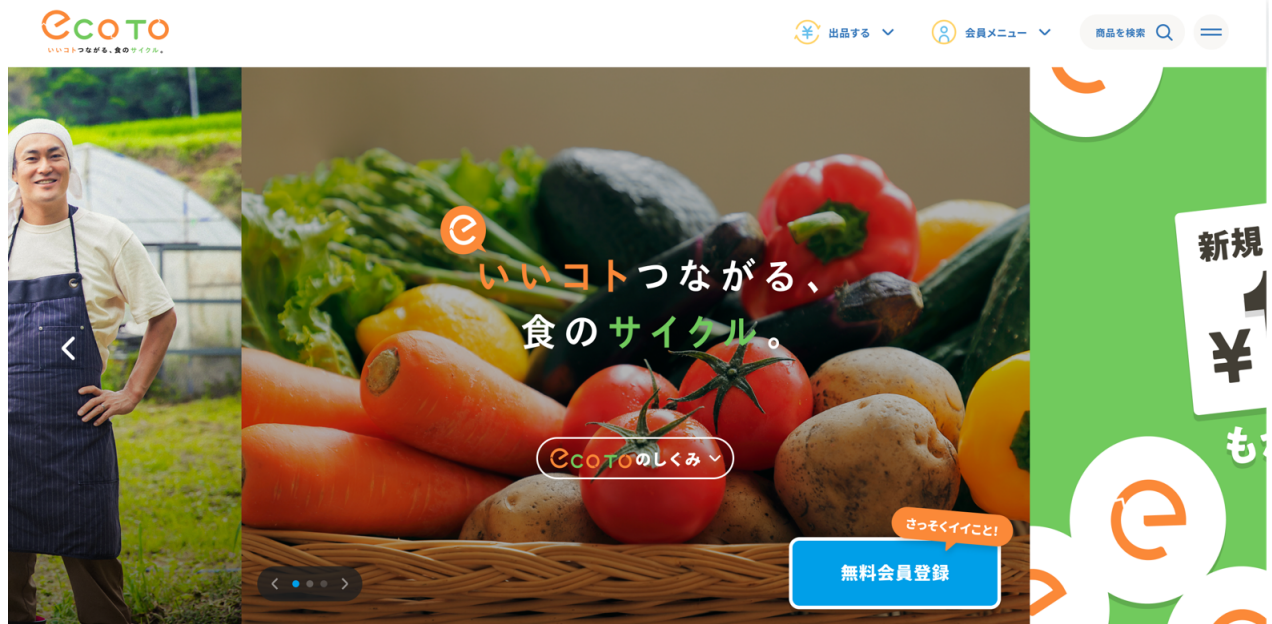 ecoto
いいコトつながる、食のサイクル。
出品する
会員メニュー
商品を検索
e
いいコトつながる、
食のサイクル。
ecotoのしくみ
さっそくイイこと!
無料会員登録
新規
¥
も
e